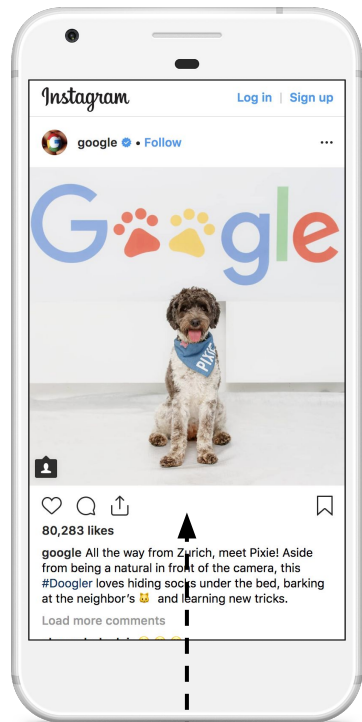 Instagram
Log in | Sign up
google • Follow
Google
PIXIE
80,283 likes
google All the way from Zurich, meet Pixie! Aside
from being a natural in front of the camera, this
#Doogler loves hiding socks under the bed, barking
at the neighbor's 🐱 and learning new tricks.
Load more comments